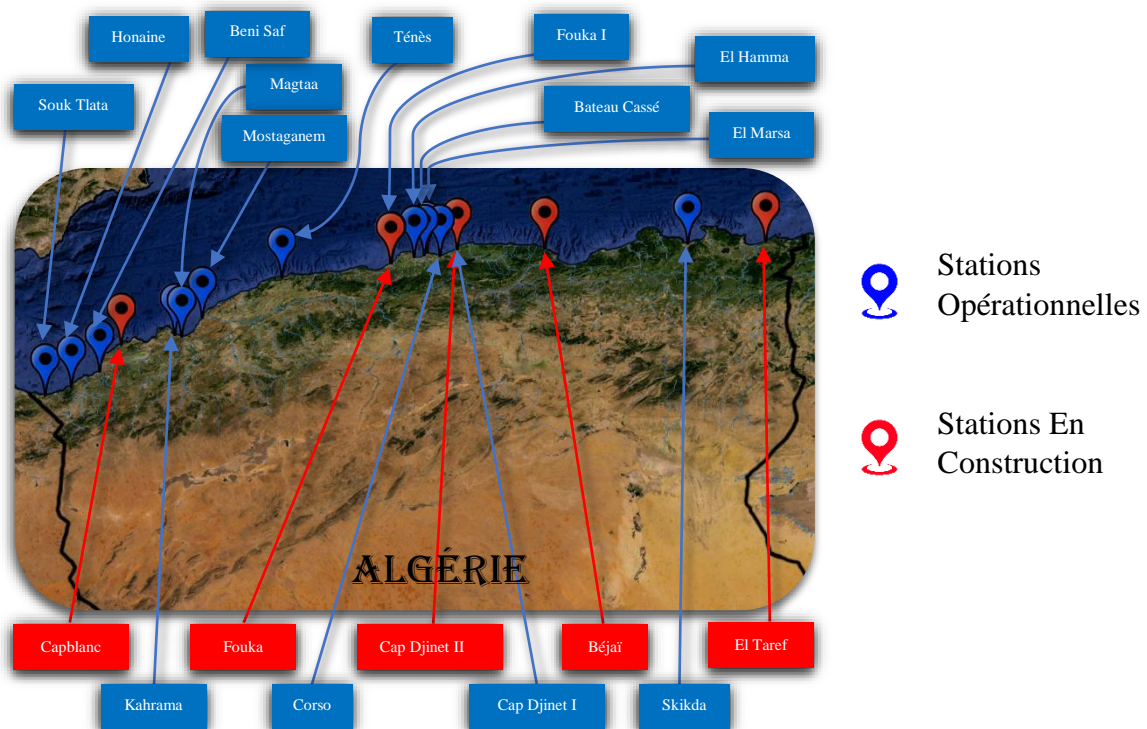 Honaine
Beni Saf
Ténès
Fouka I
El Hamma
Magtaa
Souk Tlata
Bateau Cassé
Mostaganem
El Marsa
Stations
Opérationnelles
Stations En
Construction
ALGÉRIE
Capblanc
Fouka
Cap Djinet II
Béjaï
El Taref
Kahrama
Corso
Cap Djinet I
Skikda